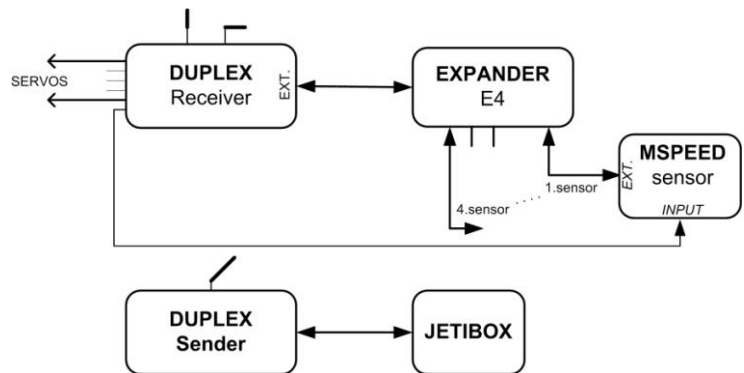 SERVOS
DUPLEX
Receiver
EXT.
EXPANDER
E4
4.sensor
1.sensor
MSPEED
sensor
EXT.
INPUT
DUPLEX
Sender
JETIBOX